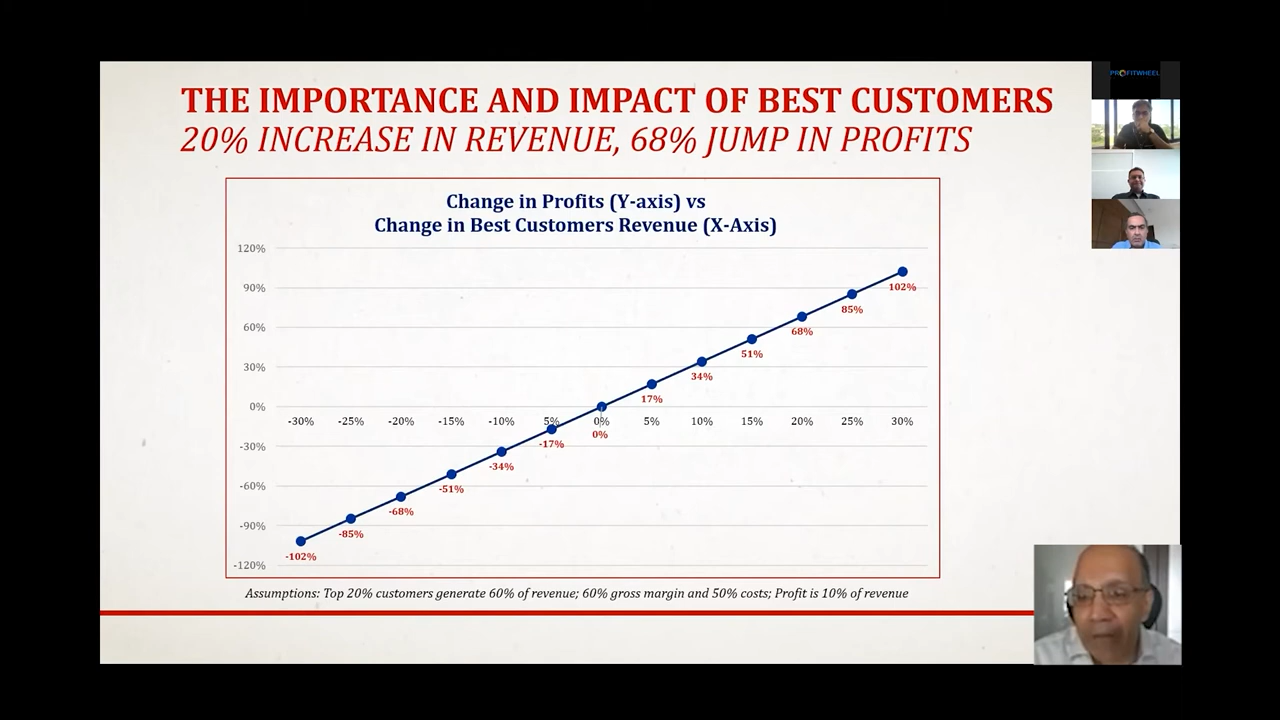 THE IMPORTANCE AND IMPACT OF BEST CUSTOMERS
20% INCREASE IN REVENUE, 68% JUMP IN PROFITS
PROFITWHEEL
Change in Profits (Y-axis) vs
Change in Best Customers Revenue (X-Axis)
120%
90%
60%
30%
0%
-30%
-60%
-90%
-120%
-30% -25% -20% -15% -10% 5% 0% 5% 10% 15% 20% 25% 30%
-102% -85% -68% -51% -34% -17% 0% 17% 34% 51% 68% 85% 102%
Assumptions: Top 20% customers generate 60% of revenue; 60% gross margin and 50% costs; Profit is 10% of revenue